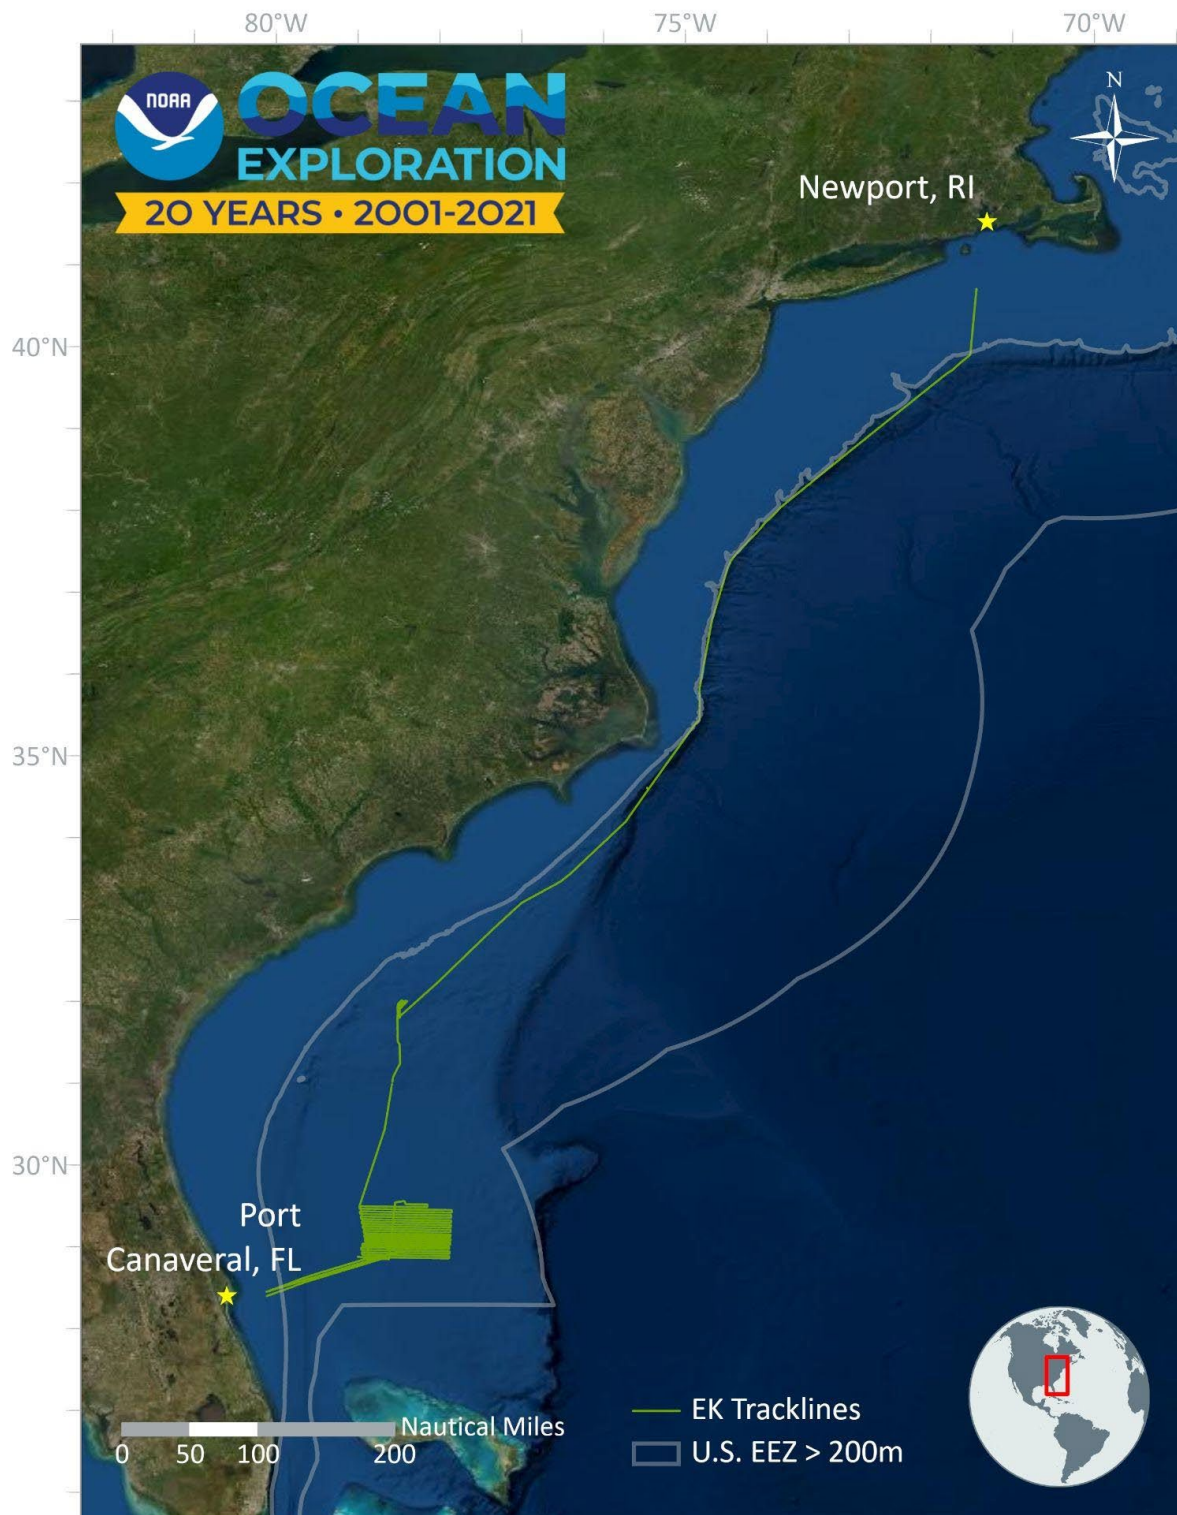 80°W
75°W
70°W
NOAA
OCEAN
EXPLORATION
20 YEARS • 2001-2021
N
Newport, RI
40°N
35°N
30°N
Port
Canaveral, FL
Nautical Miles
0 50 100 200
EK Tracklines
U.S. EEZ > 200m